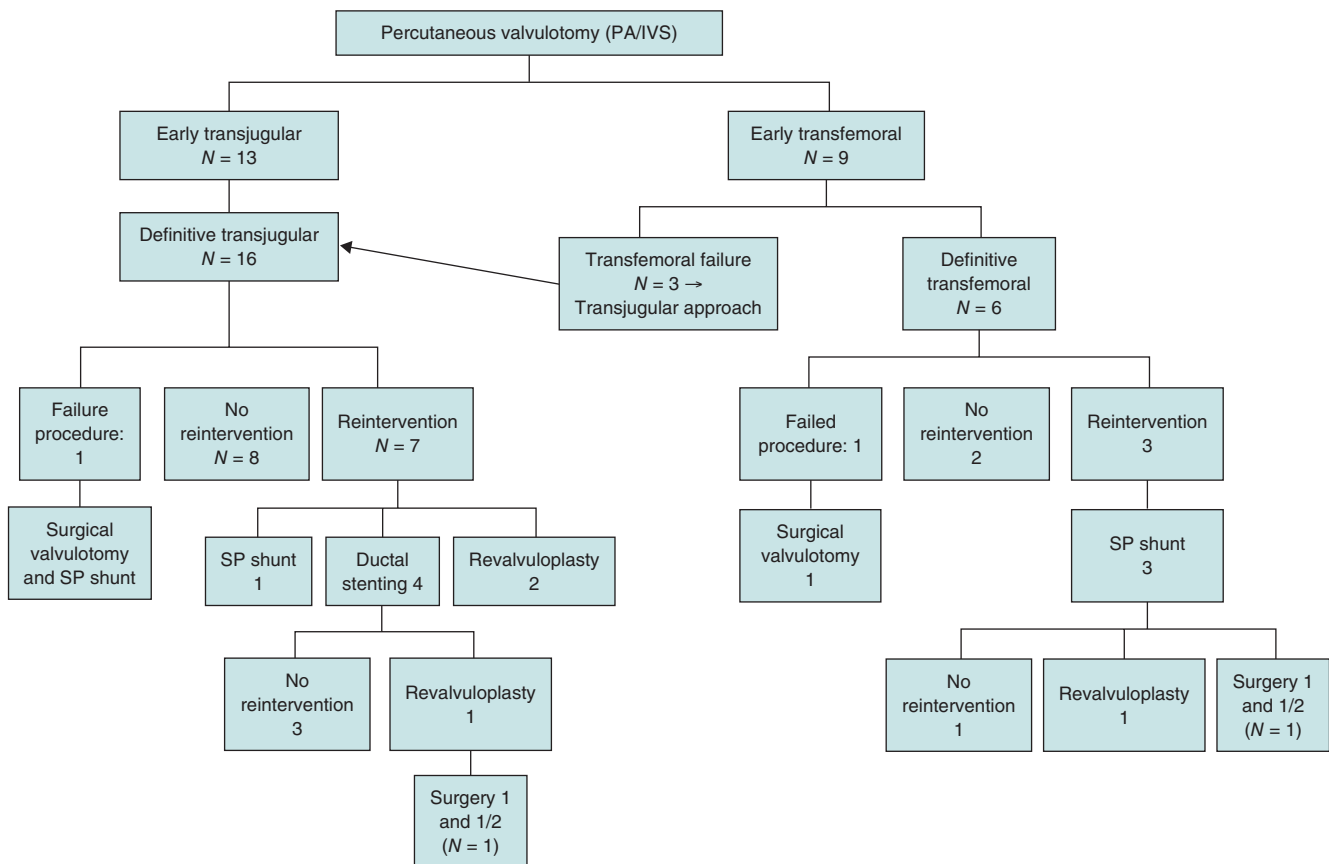 Percutaneous valvulotomy (PA/IVS)
Early transjugular
N = 13
Early transfemoral
N = 9
Definitive transjugular
N = 16
Transfemoral failure
N = 3 →
Transjugular approach
Definitive
transfemoral
N = 6
Failure
procedure:
1
No
reintervention
N = 8
Reintervention
N = 7
Failed
procedure: 1
No
reintervention
2
Reintervention
3
Surgical
valvulotomy
and SP shunt
SP shunt
1
Ductal
stenting 4
Revalvuloplasty
2
Surgical
valvulotomy
1
SP shunt
3
No
reintervention
3
Revalvuloplasty
1
No
reintervention
1
Revalvuloplasty
1
Surgery 1
and 1/2
(N = 1)
Surgery 1
and 1/2
(N = 1)